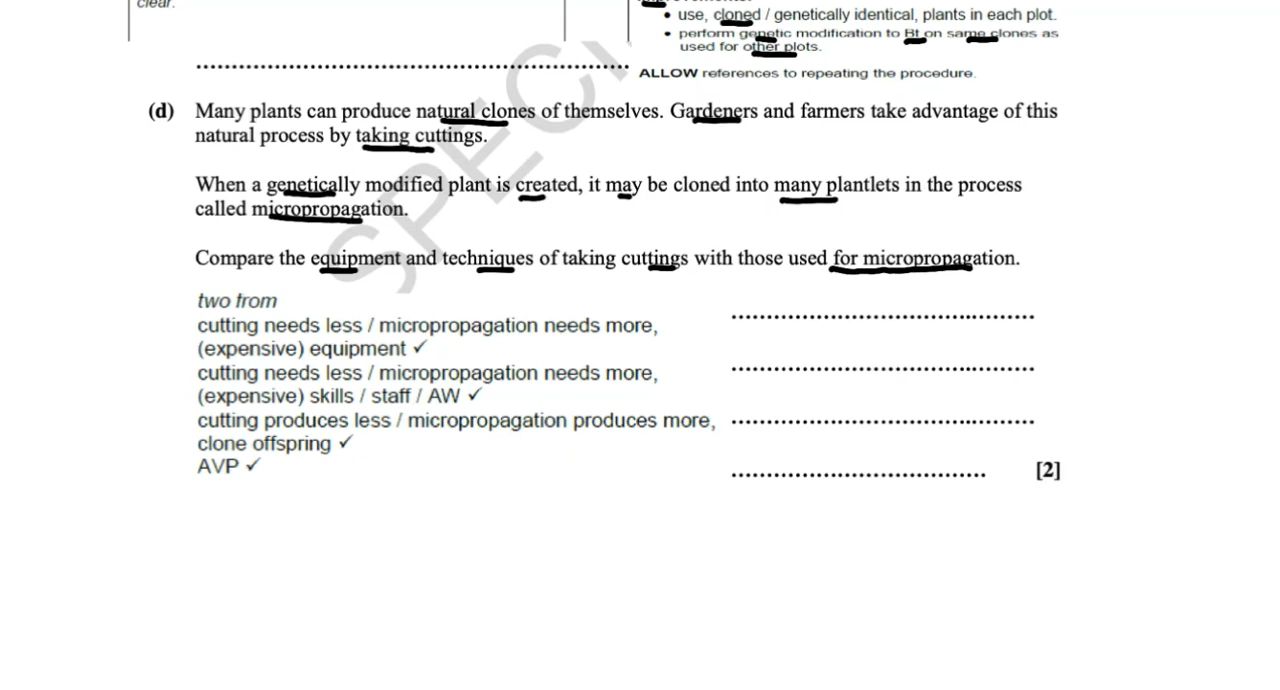 clear.
• use, cloned / genetically identical, plants in each plot.
• perform genetic modification to Bt on same clones as
used for other plots.
ALLOW references to repeating the procedure.
(d) Many plants can produce natural clones of themselves. Gardeners and farmers take advantage of this
natural process by taking cuttings.
When a genetically modified plant is created, it may be cloned into many plantlets in the process
called micropropagation.
Compare the equipment and techniques of taking cuttings with those used for micropropagation.
two from
cutting needs less / micropropagation needs more,
(expensive) equipment ✓
cutting needs less / micropropagation needs more,
(expensive) skills / staff / AW ✓
cutting produces less / micropropagation produces more,
clone offspring ✓
AVP ✓
[2]
SPECI